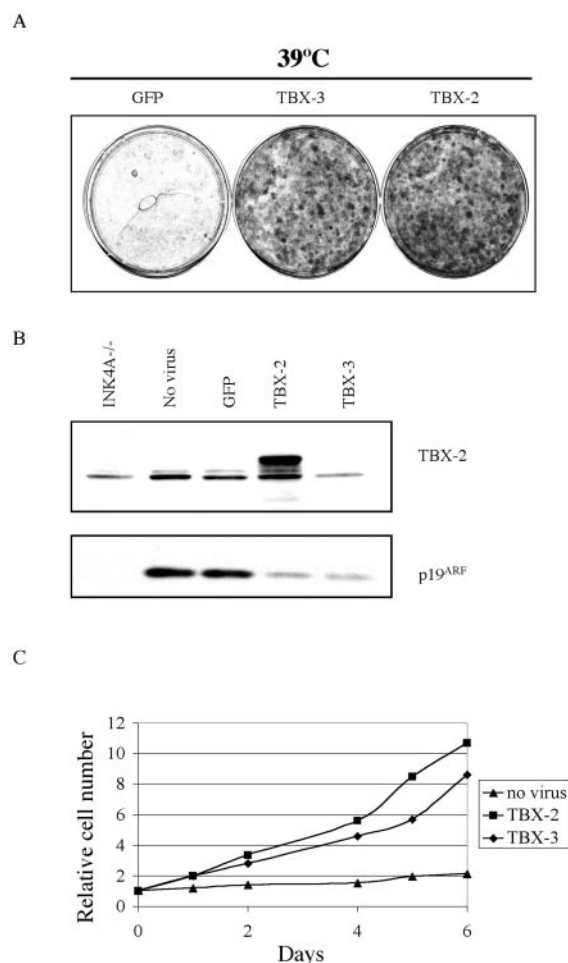 A
39°C
GFP TBX-3 TBX-2
B
INK4A-/-
No virus
GFP
TBX-2
TBX-3
TBX-2
p19ARF
C
12
10
8
6
4
2
0
Relative cell number
0 2 4 6
Days
no virus
TBX-2
TBX-3